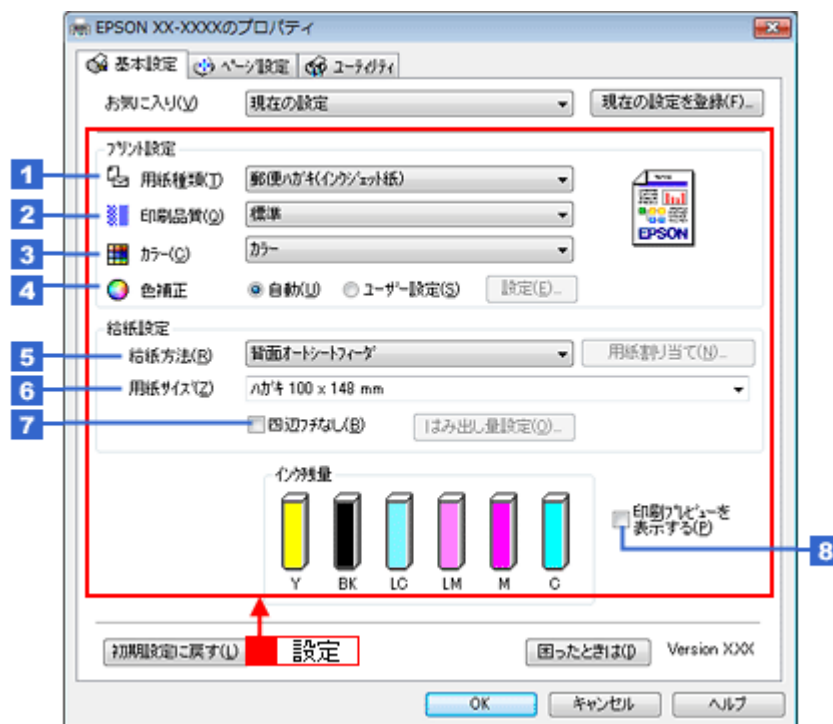 EPSON XX-XXXXのプロパティ
基本設定 ページ設定 ユーティリティ
お気に入り(V) 現在の設定 現在の設定を登録(F)...
プリント設定
1 用紙種類(T) 郵便ハガキ(インクジェット紙)
2 印刷品質(Q) 標準
EPSON
3 カラー(C) カラー
4 色補正 自動(U) ユーザー設定(S) 設定(E)...
給紙設定
5 給紙方法(R) 背面オートシートフィーダ 用紙割り当て(N)...
6 用紙サイズ(Z) ハガキ 100 x 148 mm
7 四辺フチなし(B) はみ出し量設定(O)...
インク残量
Y BK LC LM M C
印刷プレビューを
表示する(P)
8
初期設定に戻す(L) 設定 困ったときは(I) Version X.XX
OK キャンセル ヘルプ